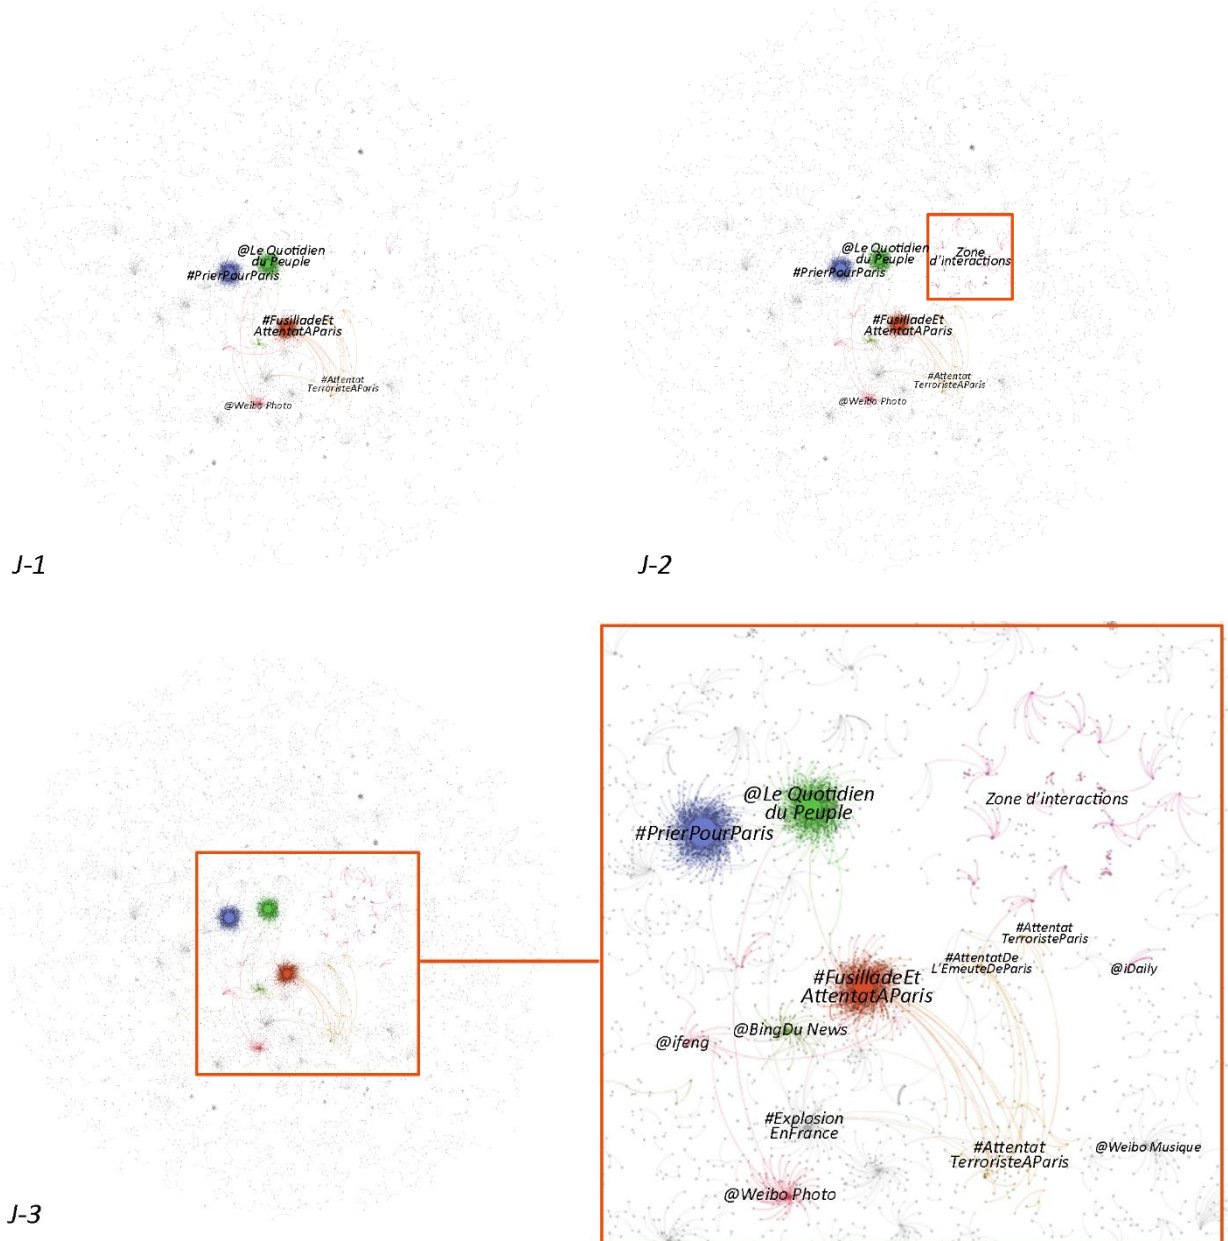 @Le Quotidien
du Peuple
#PrierPourParis
#FusilladeEt
AttentatAParis
#Attentat
TerroristeAParis
@Weibo Photo
J-1
@Le Quotidien
du Peuple
#PrierPourParis
Zone
d'interactions
#FusilladeEt
AttentatAParis
#Attentat
TerroristeAParis
@Weibo Photo
J-2
J-3
@Le Quotidien
du Peuple
#PrierPourParis
Zone d'interactions
#Attentat
TerroristeParis
#AttentatDe
L'EmeuteDeParis
@iDaily
#FusilladeEt
AttentatAParis
@BingDu News
@ifeng
#Explosion
EnFrance
#Attentat
TerroristeAParis
@Weibo Musique
@Weibo Photo